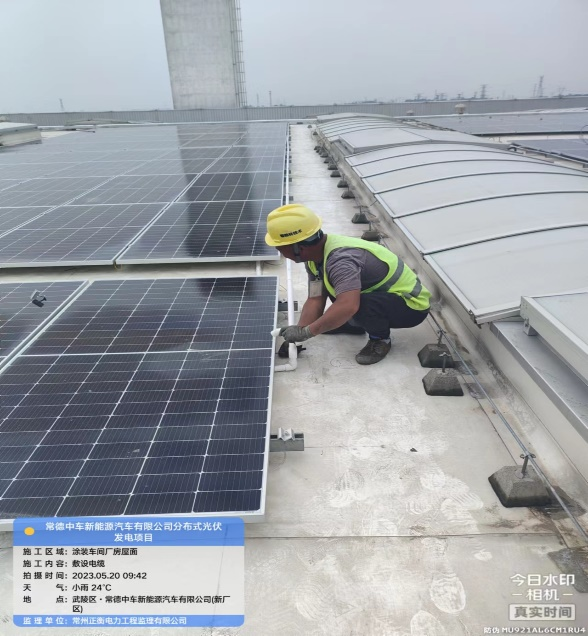 常德中车新能源汽车有限公司分布式光伏
发电项目
施工区域：涂装车间厂房屋面
施工内容：敷设电缆
拍摄时间：2023.05.20 09:42
天　　气：小雨 24℃
地　　点：武陵区·常德中车新能源汽车有限公司(新厂
区)
监理单位：常州正衡电力工程监理有限公司
今日水印
-相机-
真实时间
防伪 MU921AL6CM1RU4